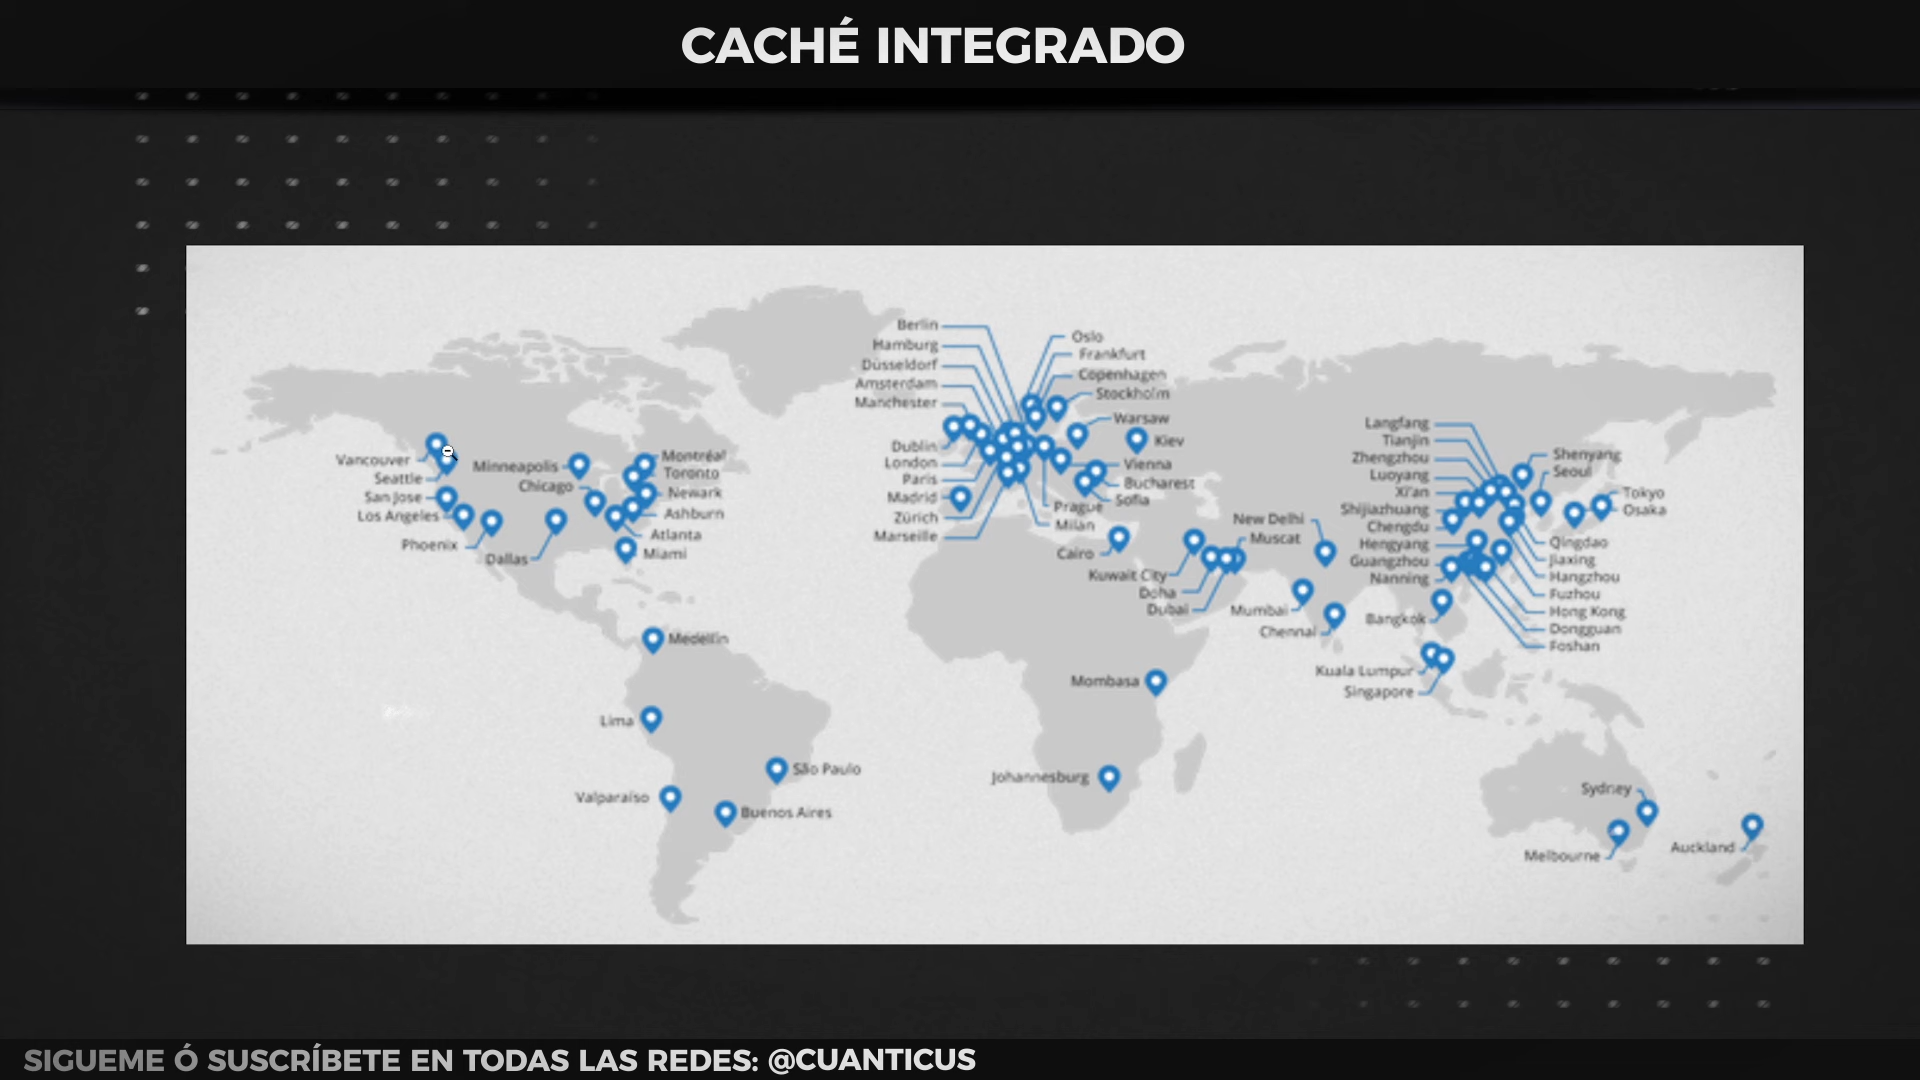 CACHÉ INTEGRADO
Vancouver
Seattle
San Jose
Los Angeles
Phoenix
Dallas
Minneapolis
Chicago
Montréal
Toronto
Newark
Ashburn
Atlanta
Miami
Medellín
Lima
São Paulo
Valparaíso
Buenos Aires
Berlin
Hamburg
Düsseldorf
Amsterdam
Manchester
Dublin
London
Paris
Madrid
Zürich
Marseille
Oslo
Frankfurt
Copenhagen
Stockholm
Warsaw
Kiev
Vienna
Bucharest
Sofia
Prague
Milan
Cairo
Kuwait City
Doha
Dubai
Muscat
New Delhi
Mumbai
Chennai
Mombasa
Johannesburg
Langfang
Tianjin
Zhengzhou
Luoyang
Xi'an
Shijiazhuang
Chengdu
Hengyang
Guangzhou
Nanning
Bangkok
Kuala Lumpur
Singapore
Shenyang
Seoul
Tokyo
Osaka
Qingdao
Jiaxing
Hangzhou
Fuzhou
Hong Kong
Dongguan
Foshan
Sydney
Melbourne
Auckland
SIGUEME Ó SUSCRÍBETE EN TODAS LAS REDES: @CUANTICUS